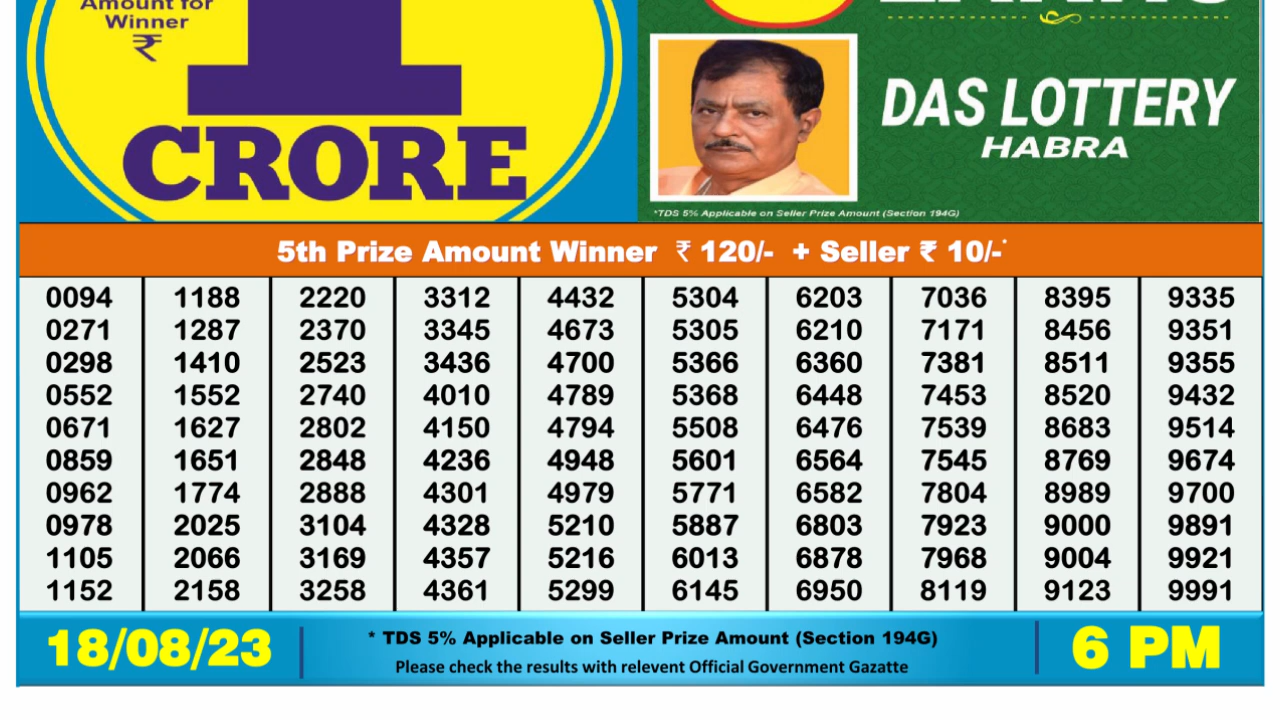 Amount for
Winner
₹
1
CRORE
DAS LOTTERY
HABRA
*TDS 5% Applicable on Seller Prize Amount (Section 194G)
5th Prize Amount Winner ₹ 120/- + Seller ₹ 10/-*
0094 1188 2220 3312 4432 5304 6203 7036 8395 9335
0271 1287 2370 3345 4673 5305 6210 7171 8456 9351
0298 1410 2523 3436 4700 5366 6360 7381 8511 9355
0552 1552 2740 4010 4789 5368 6448 7453 8520 9432
0671 1627 2802 4150 4794 5508 6476 7539 8683 9514
0859 1651 2848 4236 4948 5601 6564 7545 8769 9674
0962 1774 2888 4301 4979 5771 6582 7804 8989 9700
0978 2025 3104 4328 5210 5887 6803 7923 9000 9891
1105 2066 3169 4357 5216 6013 6878 7968 9004 9921
1152 2158 3258 4361 5299 6145 6950 8119 9123 9991
18/08/23
* TDS 5% Applicable on Seller Prize Amount (Section 194G)
Please check the results with relevent Official Government Gazatte
6 PM